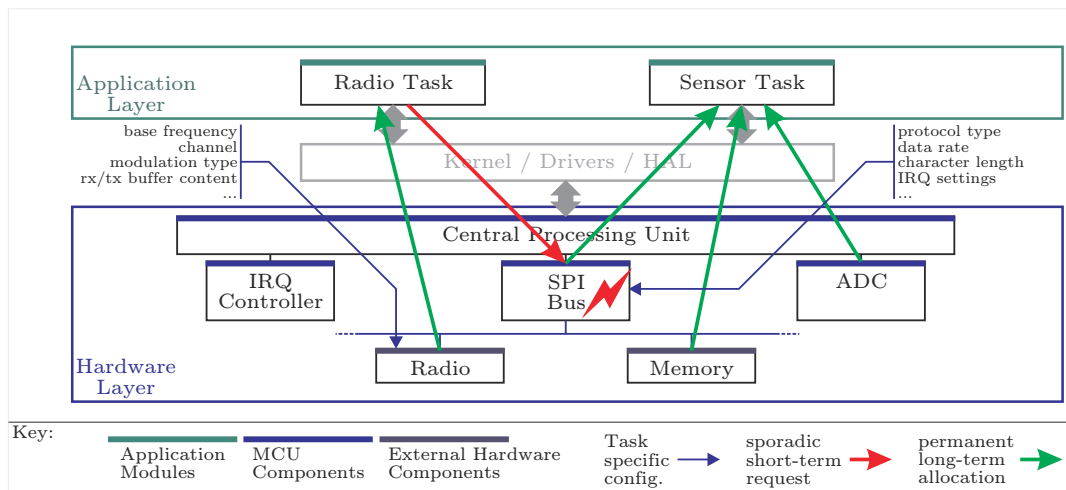 Application
Layer
Radio Task
Sensor Task
base frequency
channel
modulation type
rx/tx buffer content
...
Kernel / Drivers / HAL
protocol type
data rate
character length
IRQ settings
...
Central Processing Unit
IRQ
Controller
SPI
Bus
ADC
Hardware
Layer
Radio
Memory
Key:
Application
Modules
MCU
Components
External Hardware
Components
Task
specific
config.
sporadic
short-term
request
permanent
long-term
allocation